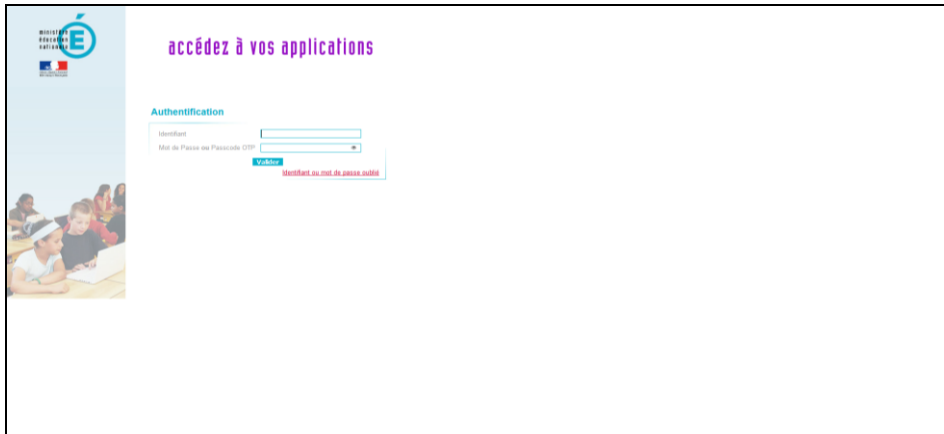 ministère
éducation
nationale
É
accédez à vos applications
Authentification
Identifiant
Mot de Passe ou Passcode OTP
Valider
Identifiant ou mot de passe oublié